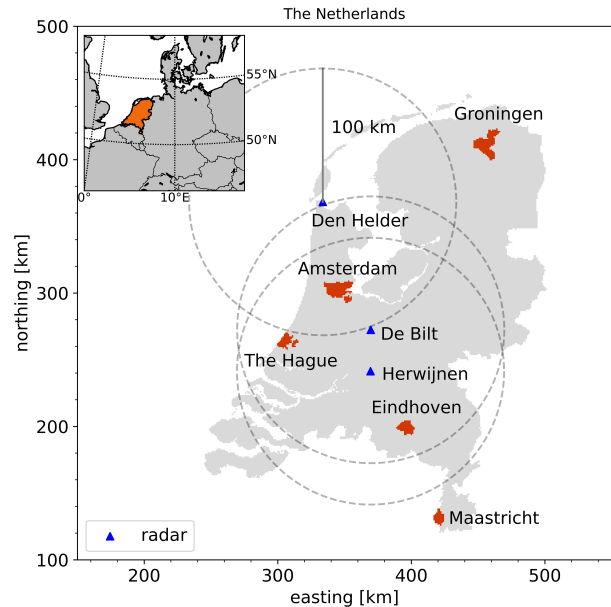 The Netherlands
500
400
300
200
100
northing [km]
55°N
50°N
0°E
10°E
Groningen
100 km
Den Helder
Amsterdam
De Bilt
The Hague
Herwijnen
Eindhoven
Maastricht
radar
200
300
400
500
easting [km]